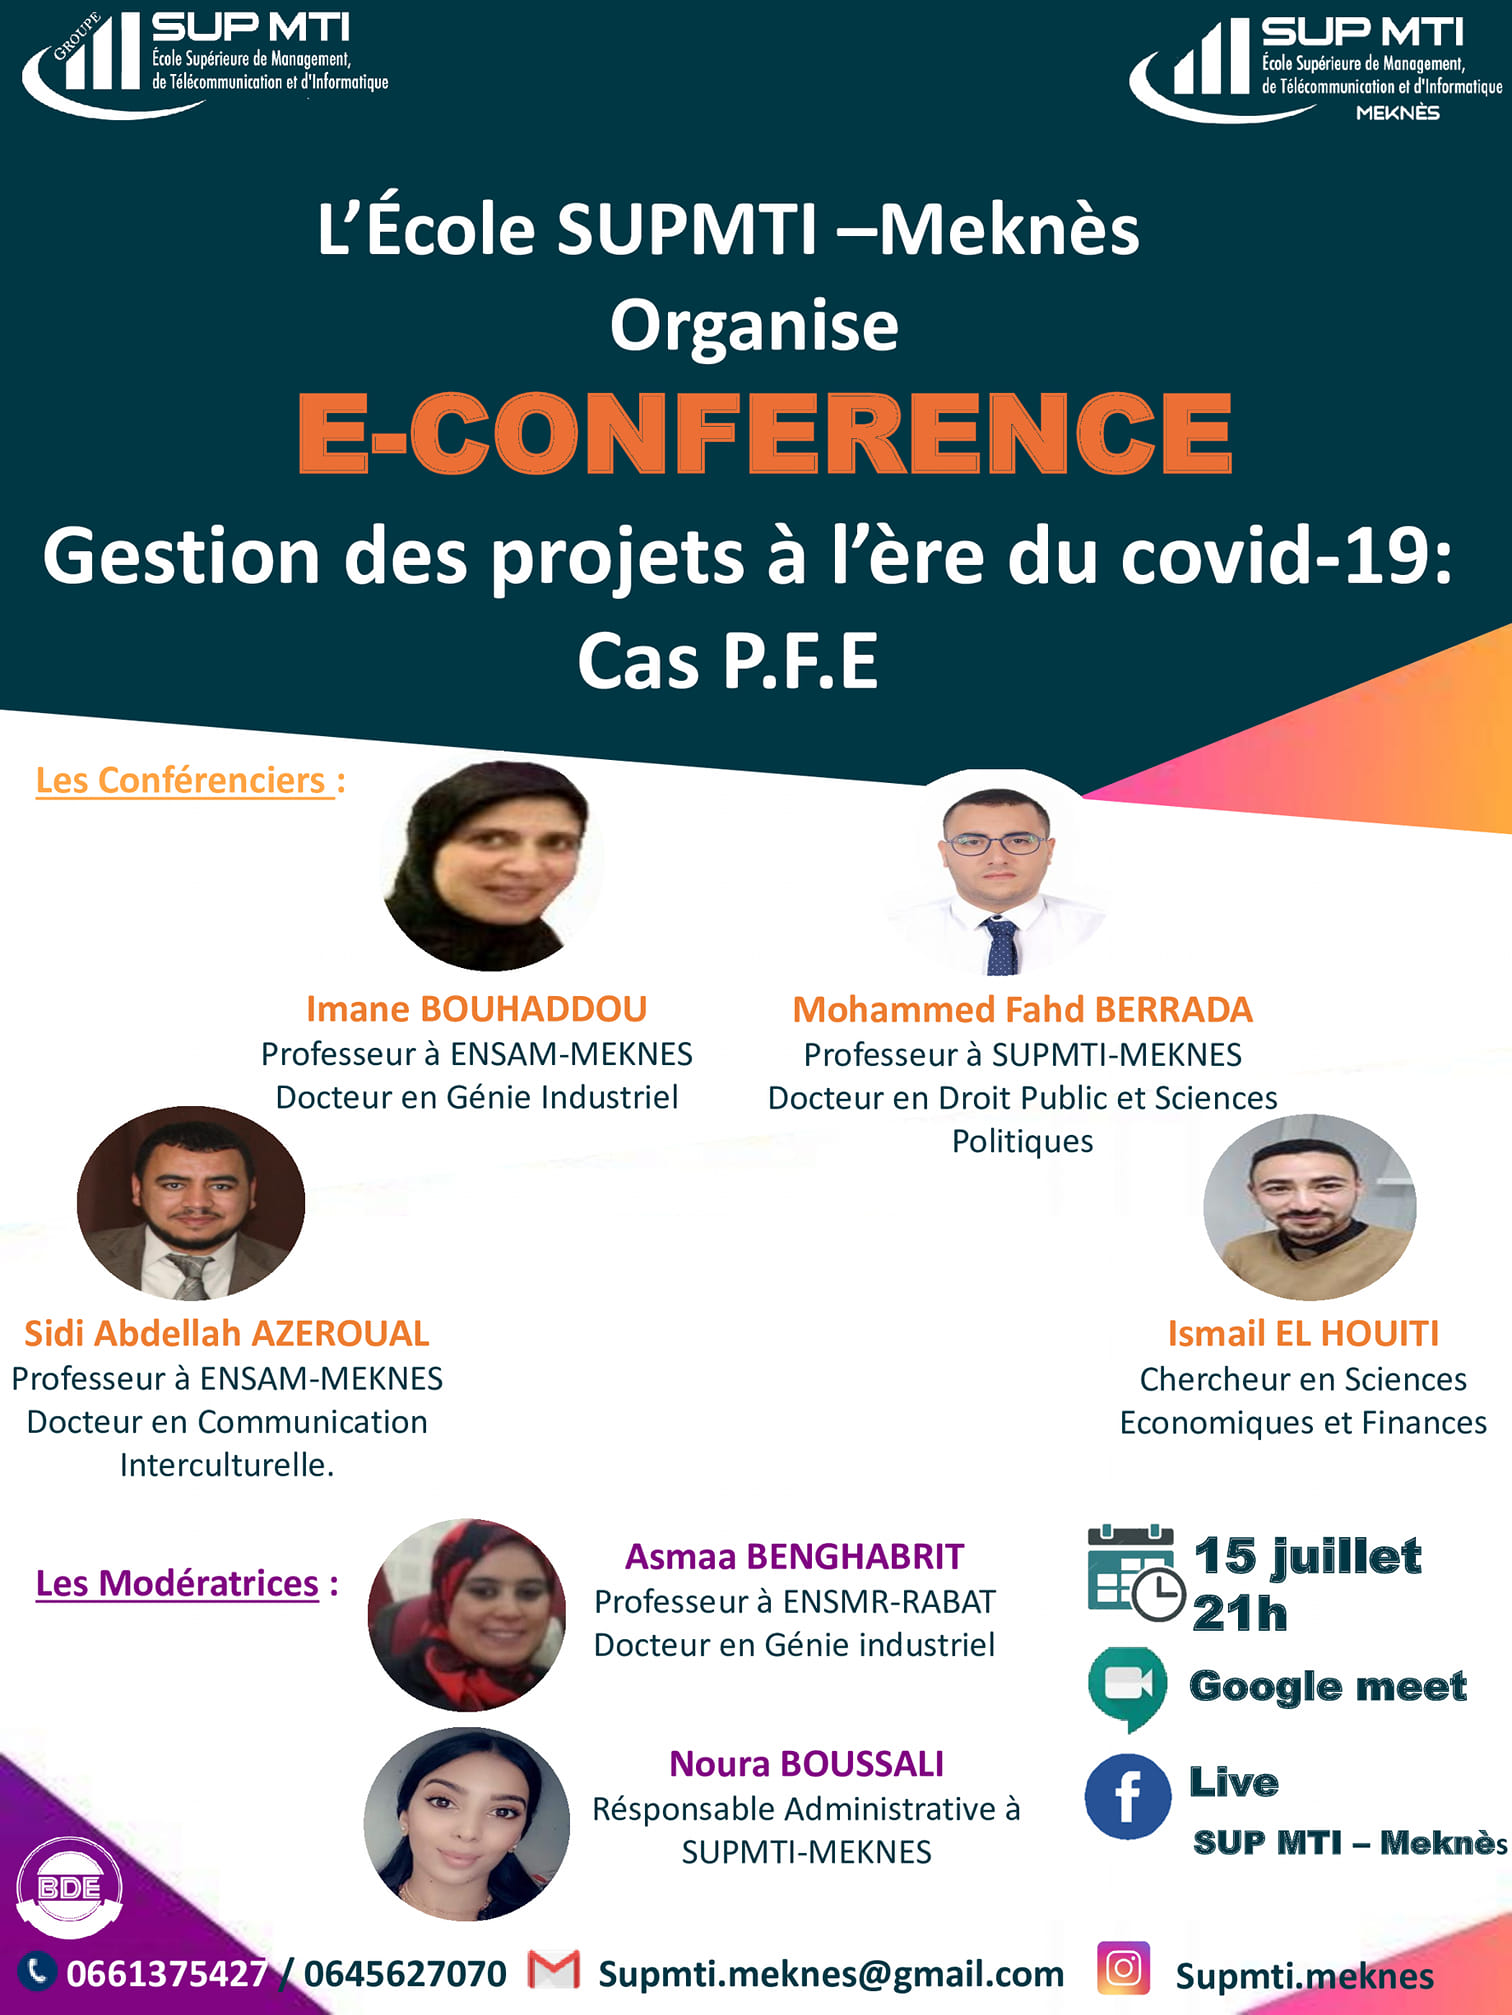 GROUPE
SUP MTI
École Supérieure de Management,
de Télécommunication et d'Informatique
SUP MTI
École Supérieure de Management,
de Télécommunication et d'Informatique
MEKNÈS
L’École SUPMTI –Meknès
Organise
E-CONFERENCE
Gestion des projets à l’ère du covid-19:
Cas P.F.E
Les Conférenciers :
Imane BOUHADDOU
Professeur à ENSAM-MEKNES
Docteur en Génie Industriel
Mohammed Fahd BERRADA
Professeur à SUPMTI-MEKNES
Docteur en Droit Public et Sciences
Politiques
Sidi Abdellah AZEROUAL
Professeur à ENSAM-MEKNES
Docteur en Communication
Interculturelle.
Ismail EL HOUITI
Chercheur en Sciences
Economiques et Finances
Les Modératrices :
Asmaa BENGHABRIT
Professeur à ENSMR-RABAT
Docteur en Génie industriel
Noura BOUSSALI
Résponsable Administrative à
SUPMTI-MEKNES
15 juillet
21h
Google meet
Live
SUP MTI – Meknès
BDE
0661375427 / 0645627070
Supmti.meknes@gmail.com
Supmti.meknes